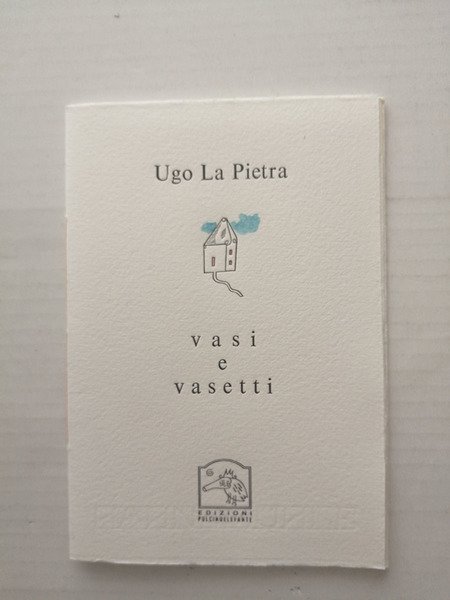 Ugo La Pietra
vasi
e
vasetti
EDIZIONI
PULCINOELEFANTE